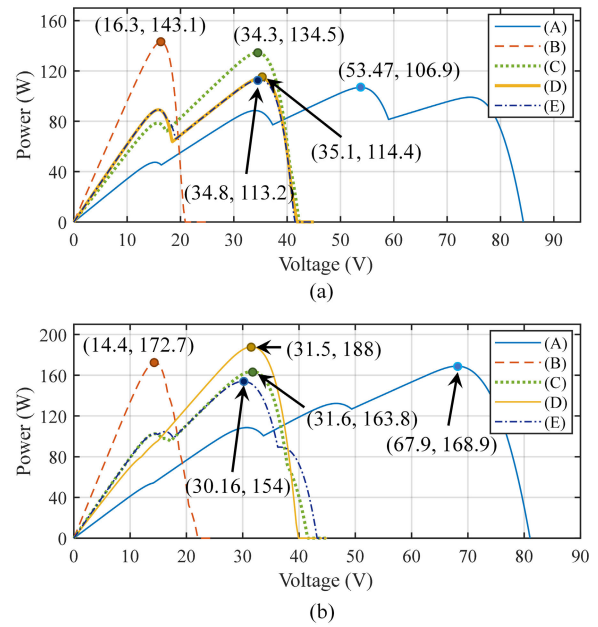 (16.3, 143.1)
(34.3, 134.5)
(53.47, 106.9)
(35.1, 114.4)
(34.8, 113.2)
(A)
(B)
(C)
(D)
(E)
160
120
80
40
0
Power (W)
0 10 20 30 40 50 60 70 80 90
Voltage (V)
(a)
(14.4, 172.7)
(31.5, 188)
(31.6, 163.8)
(67.9, 168.9)
(30.16, 154)
(A)
(B)
(C)
(D)
(E)
200
160
120
80
40
0
Power (W)
0 10 20 30 40 50 60 70 80 90
Voltage (V)
(b)